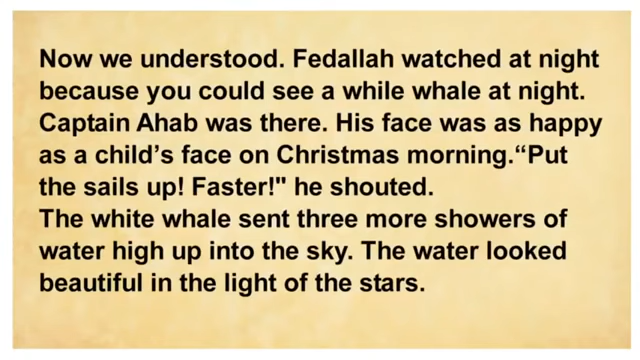 Now we understood. Fedallah watched at night
because you could see a while whale at night.
Captain Ahab was there. His face was as happy
as a child’s face on Christmas morning.“Put
the sails up! Faster!" he shouted.
The white whale sent three more showers of
water high up into the sky. The water looked
beautiful in the light of the stars.